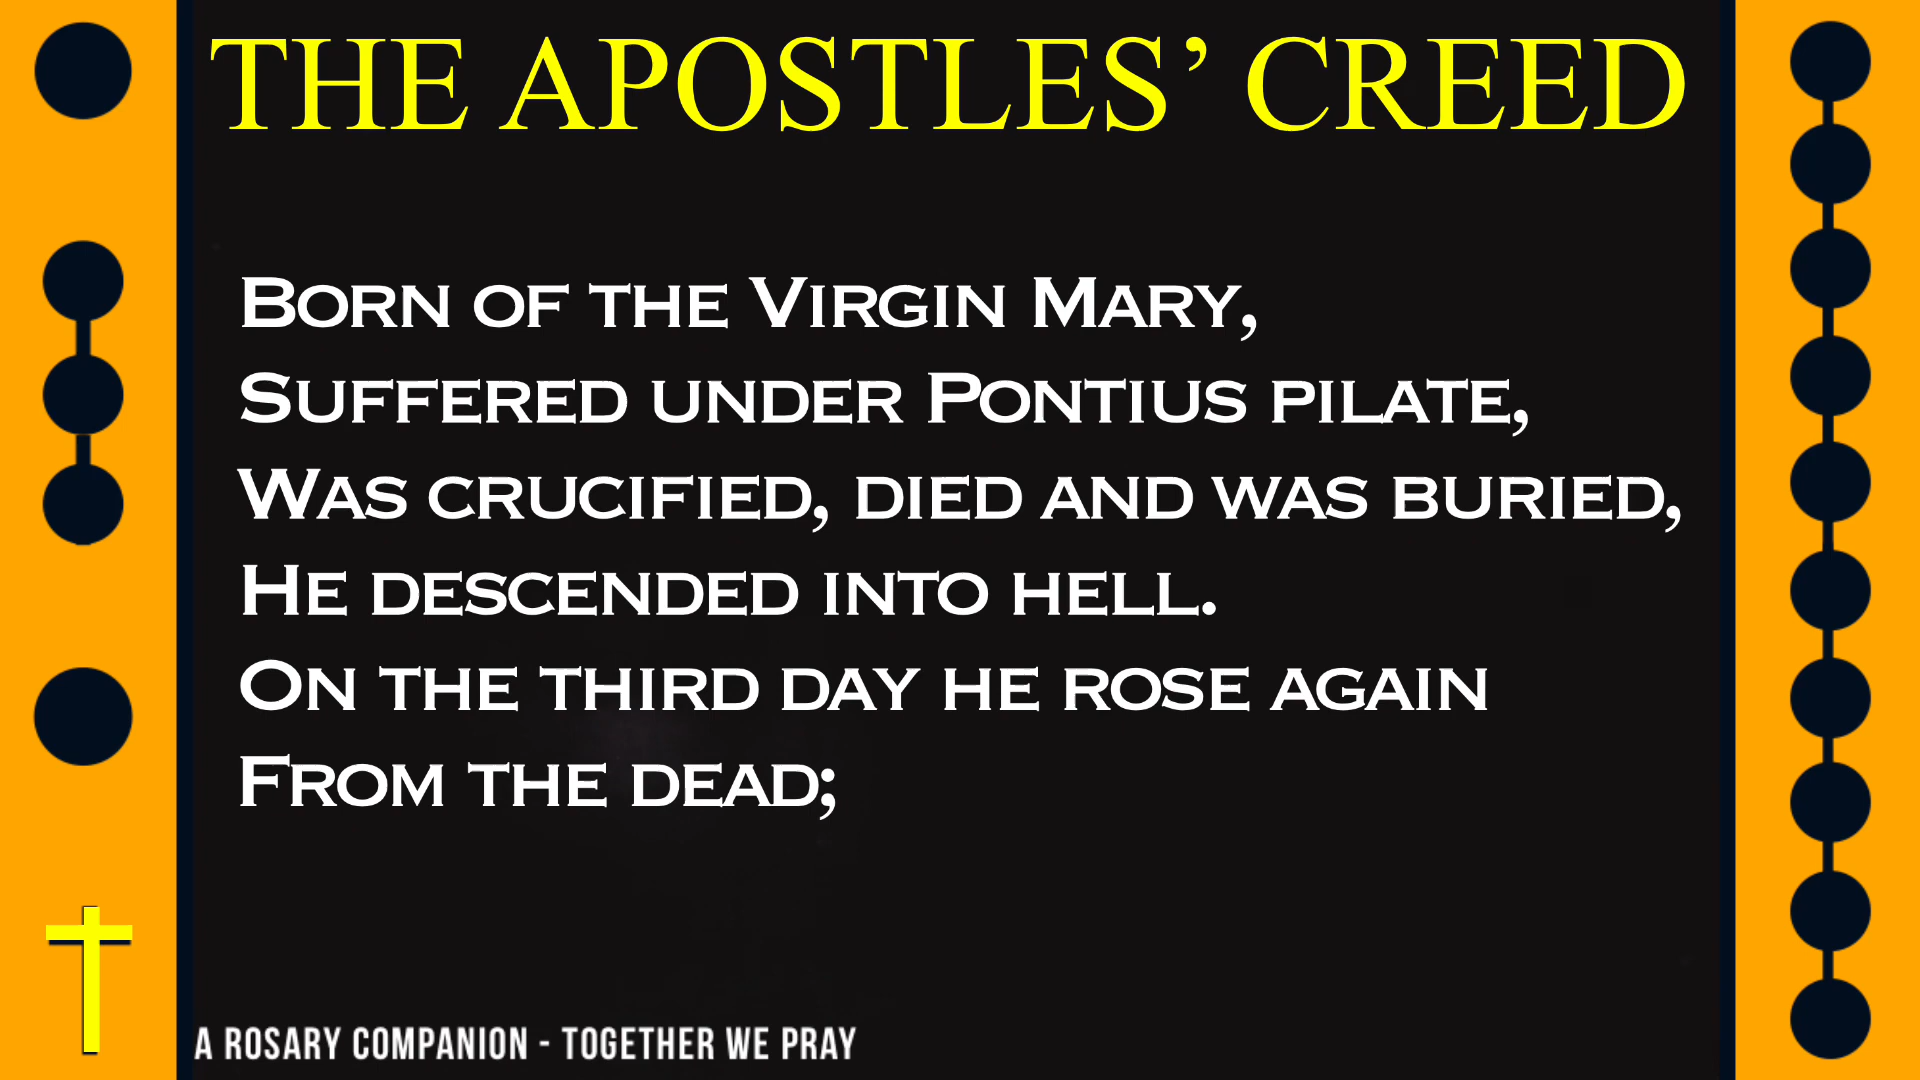 THE APOSTLES’ CREED
Born of the Virgin Mary,
Suffered under Pontius pilate,
Was crucified, died and was buried,
He descended into hell.
On the third day he rose again
From the dead;
A ROSARY COMPANION - TOGETHER WE PRAY